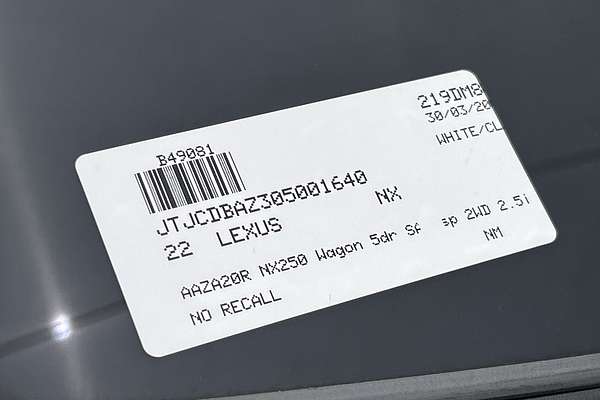 B49081
219DM8
30/03/20
WHITE/CL
JTJCDBAZ305001640
22 LEXUS NX
AAZA20R NX250 Wagon 5dr Sp 2WD 2.5i
NO RECALL NM